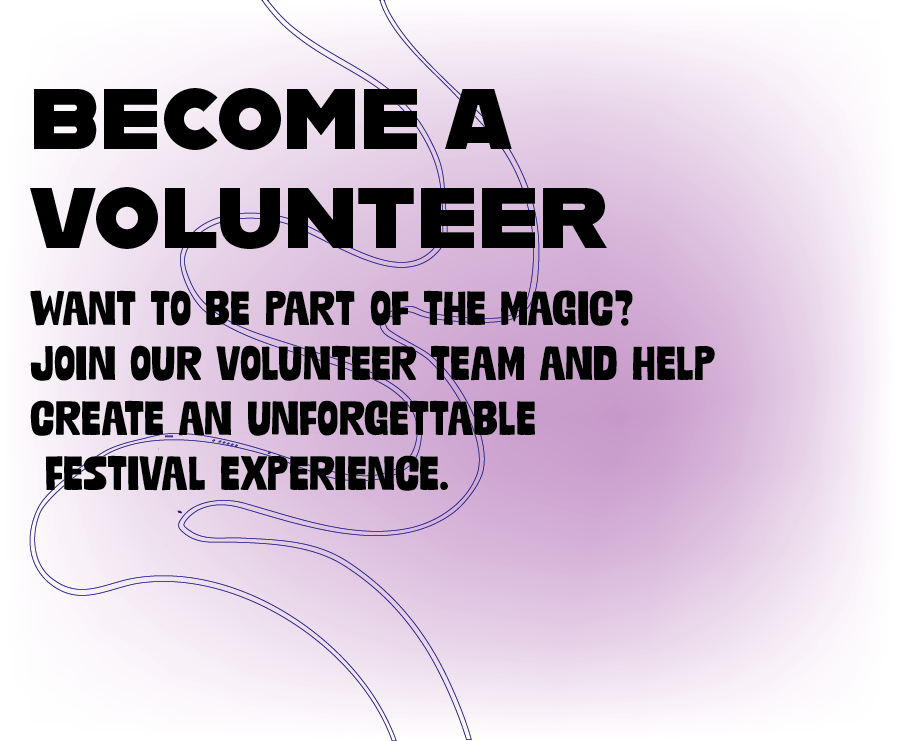 BECOME A
VOLUNTEER
WANT TO BE PART OF THE MAGIC?
JOIN OUR VOLUNTEER TEAM AND HELP
CREATE AN UNFORGETTABLE
FESTIVAL EXPERIENCE.